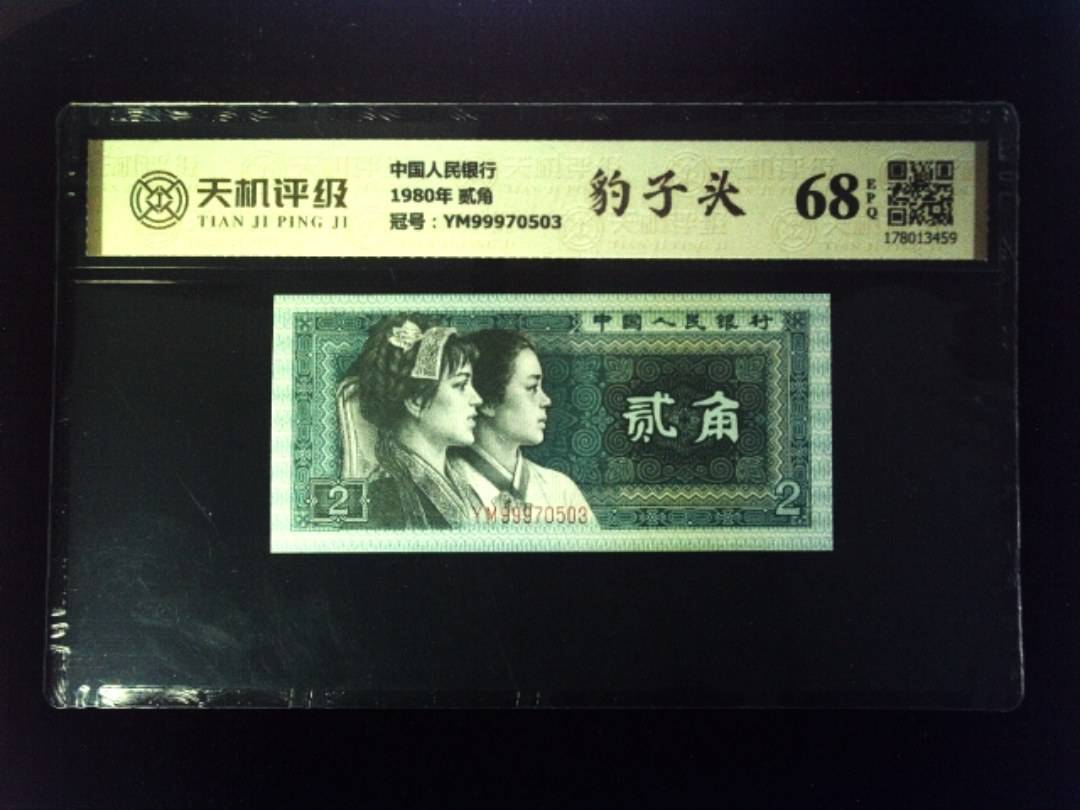 天机评级
TIAN JI PING JI
中国人民银行
1980年 贰角
冠号：YM99970503
豹子头
68
EPQ
178013459
中国人民银行
贰角
2
2
YM99970503